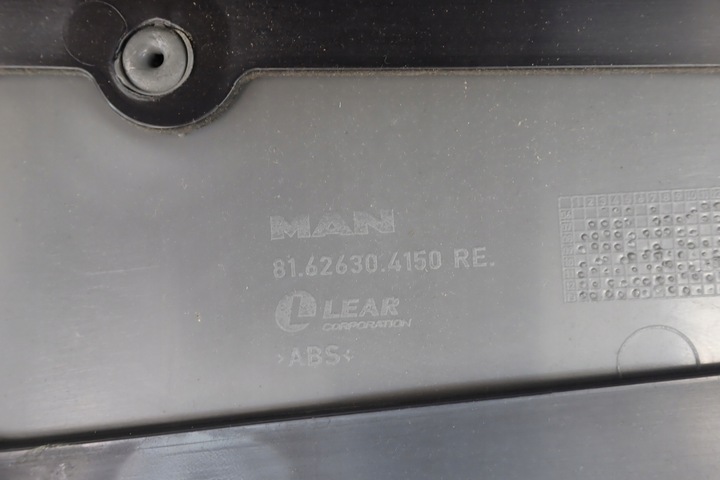 MAN
81.62630.4150 RE.
LEAR
CORPORATION
>ABS<